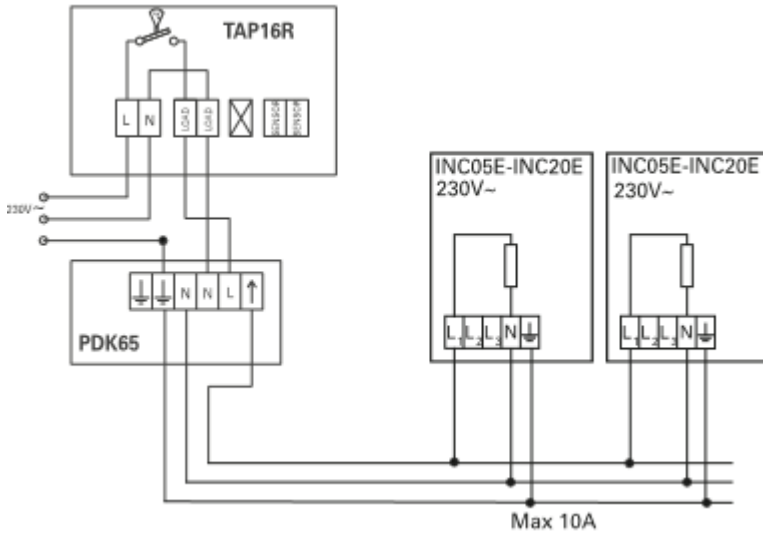 TAP16R
L N LOAD LOAD SENSOR SENSOR
230V~
PDK65
N N L
INC05E-INC20E
230V~
L1 L2 L3 N
INC05E-INC20E
230V~
L1 L2 L3 N
Max 10A